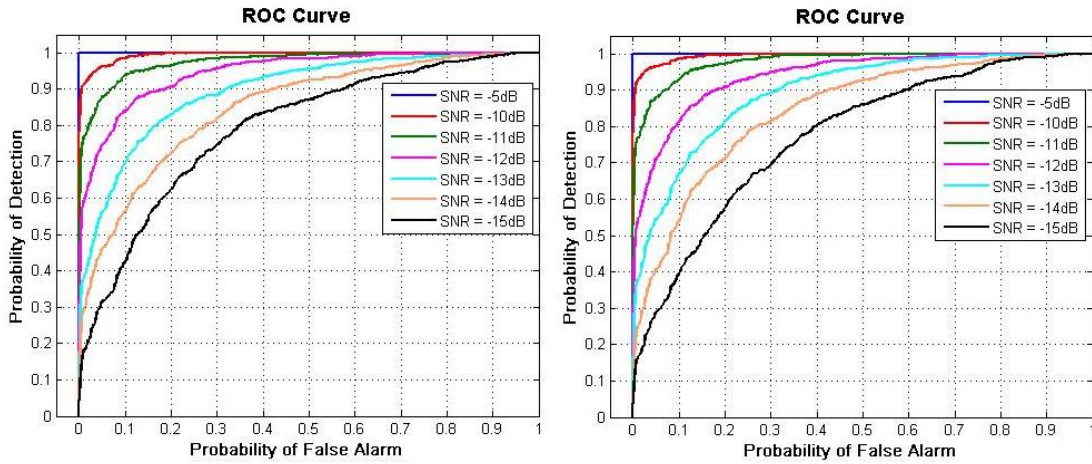 ROC Curve
Probability of Detection
1
0.9
0.8
0.7
0.6
0.5
0.4
0.3
0.2
0.1
0
SNR = -5dB
SNR = -10dB
SNR = -11dB
SNR = -12dB
SNR = -13dB
SNR = -14dB
SNR = -15dB
0 0.1 0.2 0.3 0.4 0.5 0.6 0.7 0.8 0.9 1
Probability of False Alarm
ROC Curve
Probability of Detection
1
0.9
0.8
0.7
0.6
0.5
0.4
0.3
0.2
0.1
0
SNR = -5dB
SNR = -10dB
SNR = -11dB
SNR = -12dB
SNR = -13dB
SNR = -14dB
SNR = -15dB
0 0.1 0.2 0.3 0.4 0.5 0.6 0.7 0.8 0.9 1
Probability of False Alarm